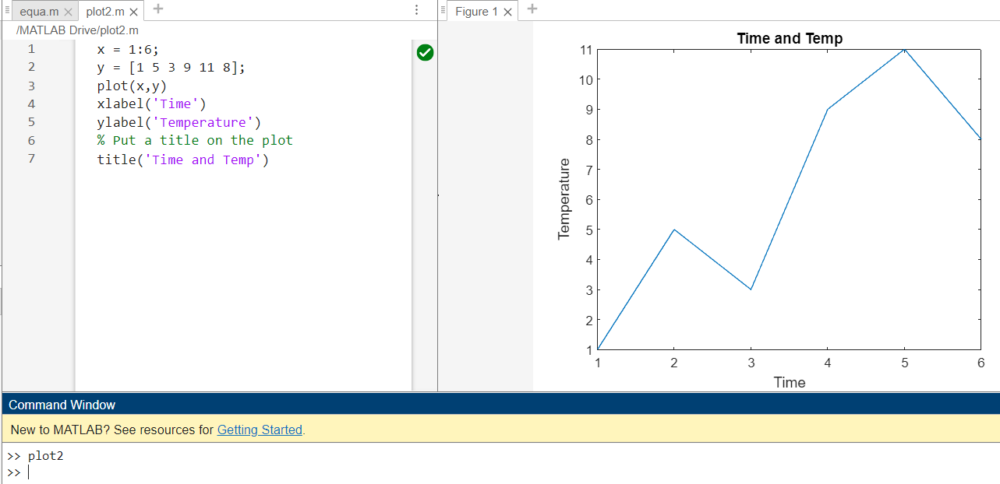 equa.m
plot2.m
/MATLAB Drive/plot2.m
1 x = 1:6;
2 y = [1 5 3 9 11 8];
3 plot(x,y)
4 xlabel('Time')
5 ylabel('Temperature')
6 % Put a title on the plot
7 title('Time and Temp')
Figure 1
Time and Temp
11
10
9
8
7
6
5
4
3
2
1
Temperature
1 2 3 4 5 6
Time
Command Window
New to MATLAB? See resources for Getting Started.
>> plot2
>>